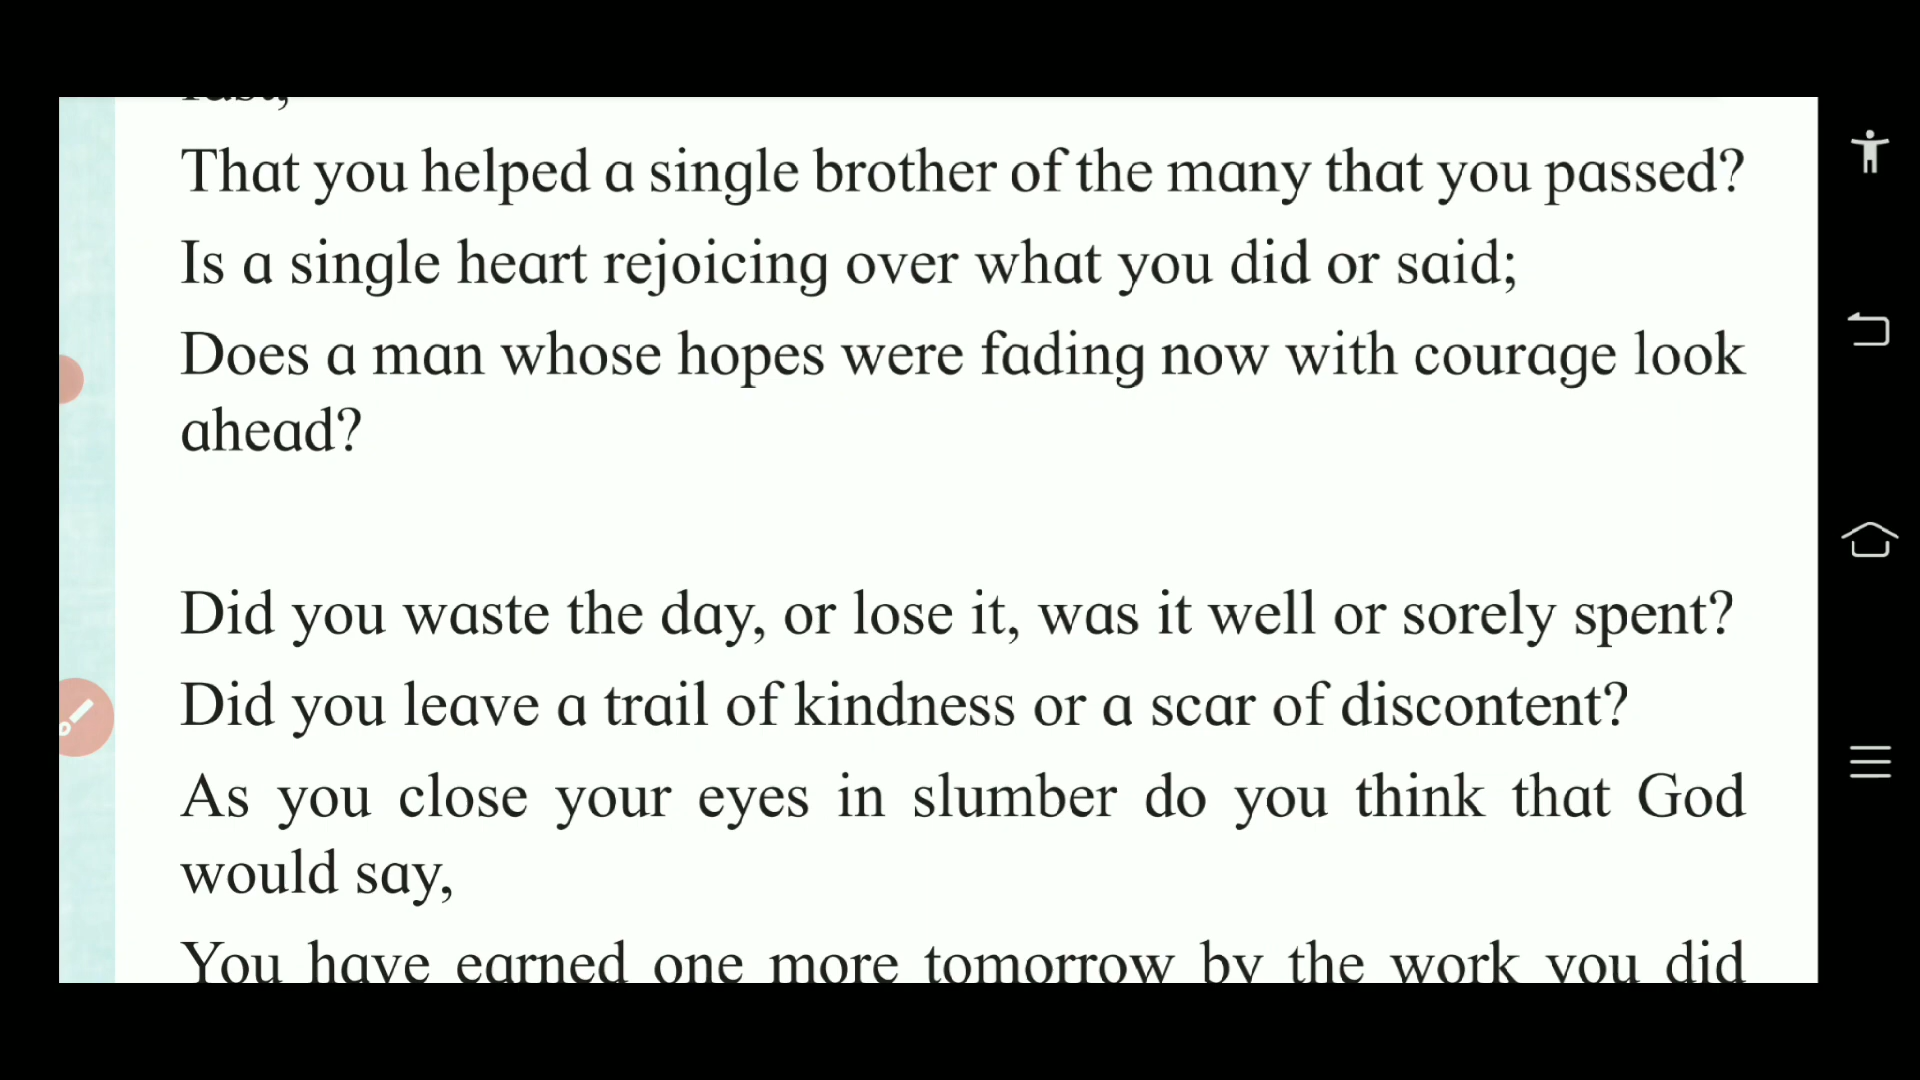 That you helped a single brother of the many that you passed?
Is a single heart rejoicing over what you did or said;
Does a man whose hopes were fading now with courage look
ahead?
Did you waste the day, or lose it, was it well or sorely spent?
Did you leave a trail of kindness or a scar of discontent?
As you close your eyes in slumber do you think that God
would say,
You have earned one more tomorrow by the work you did